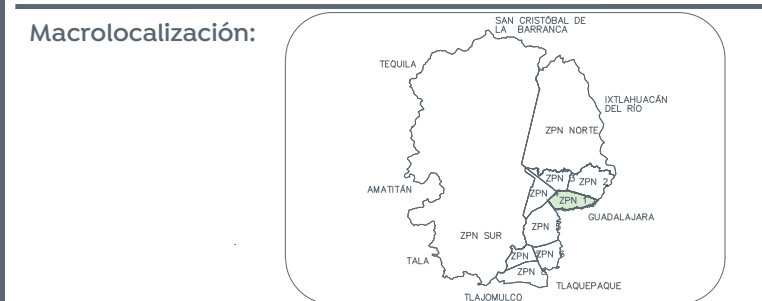 Macrolocalización:
SAN CRISTÓBAL DE
LA BARRANCA
TEQUILA
IXTLAHUACÁN
DEL RÍO
ZPN NORTE
ZPN 3
ZPN 2
AMATITÁN
ZPN
ZPN 1
GUADALAJARA
ZPN
ZPN SUR
ZPN
ZPN 6
TALA
ZPN
TLAQUEPAQUE
TLAJOMULCO